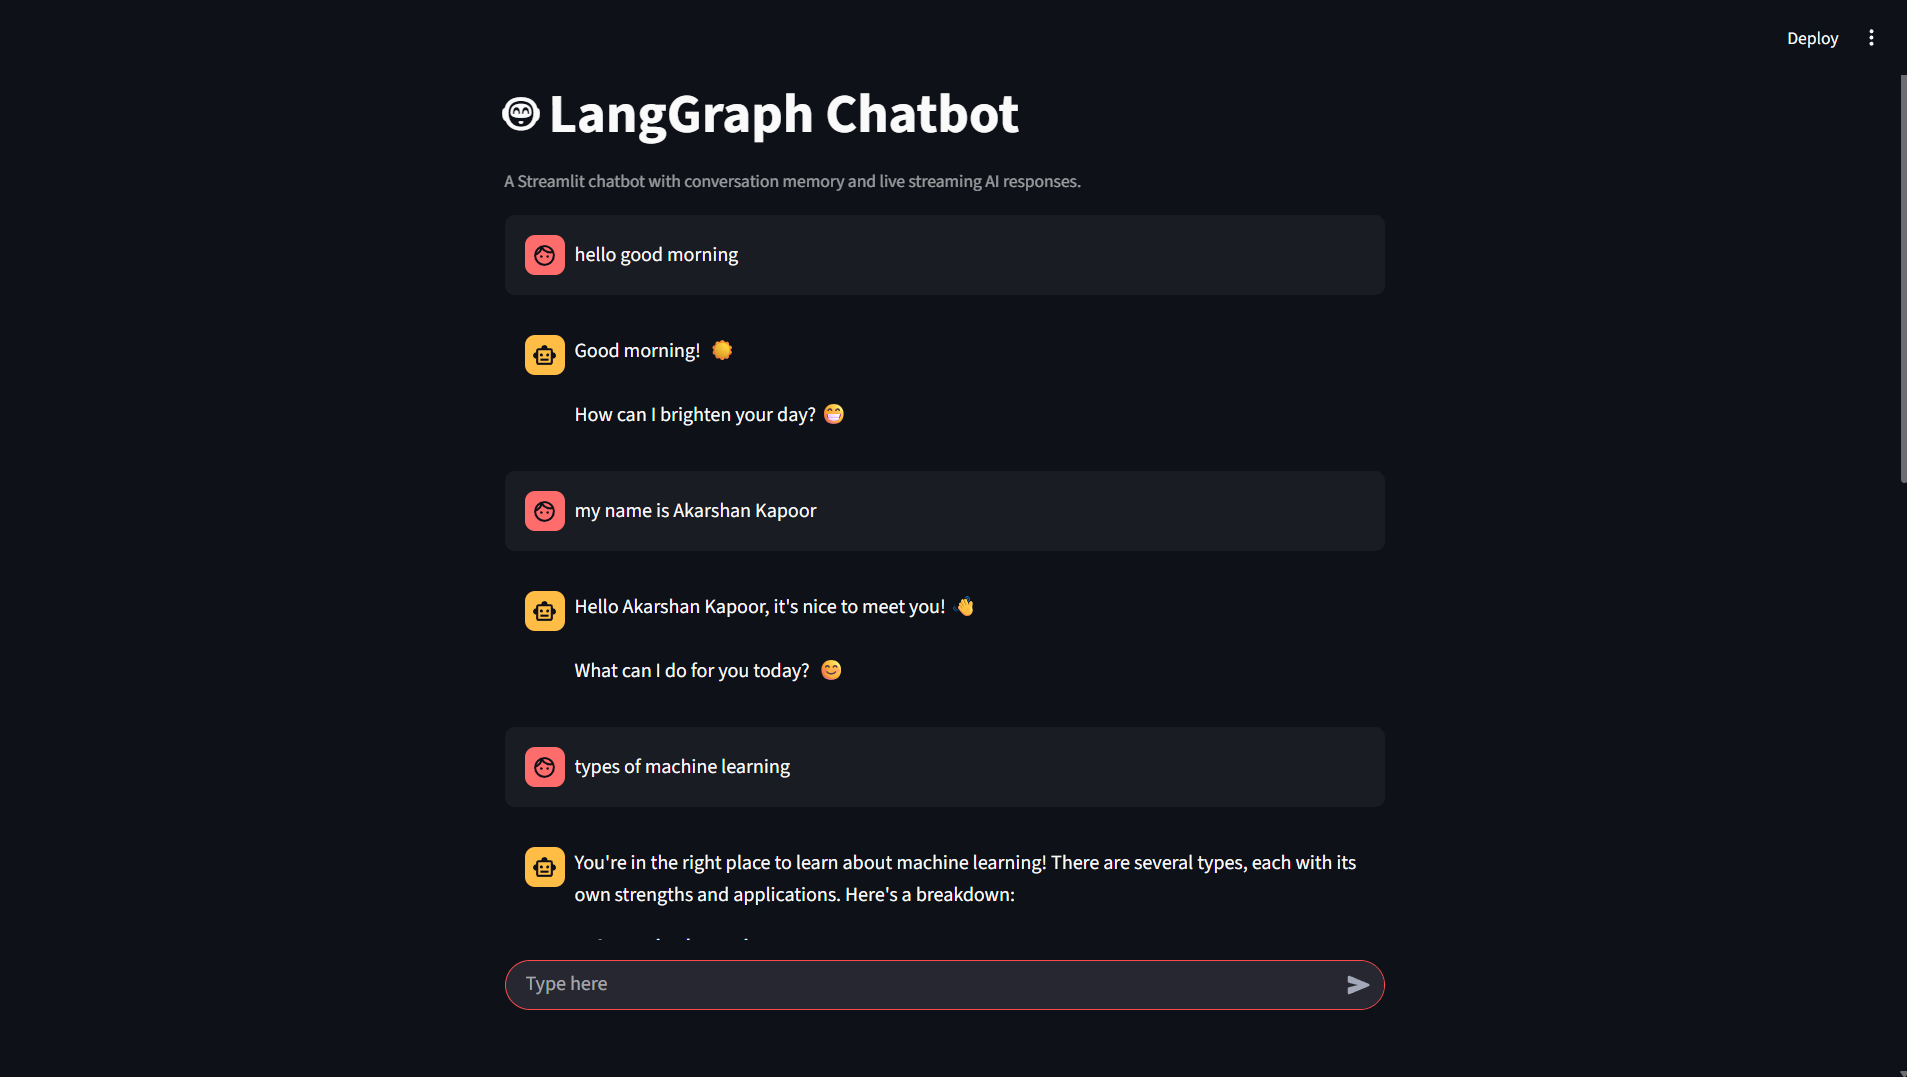 Deploy
LangGraph Chatbot
A Streamlit chatbot with conversation memory and live streaming AI responses.
hello good morning
Good morning!
How can I brighten your day?
my name is Akarshan Kapoor
Hello Akarshan Kapoor, it's nice to meet you!
What can I do for you today?
types of machine learning
You're in the right place to learn about machine learning! There are several types, each with its
own strengths and applications. Here's a breakdown:
Type here